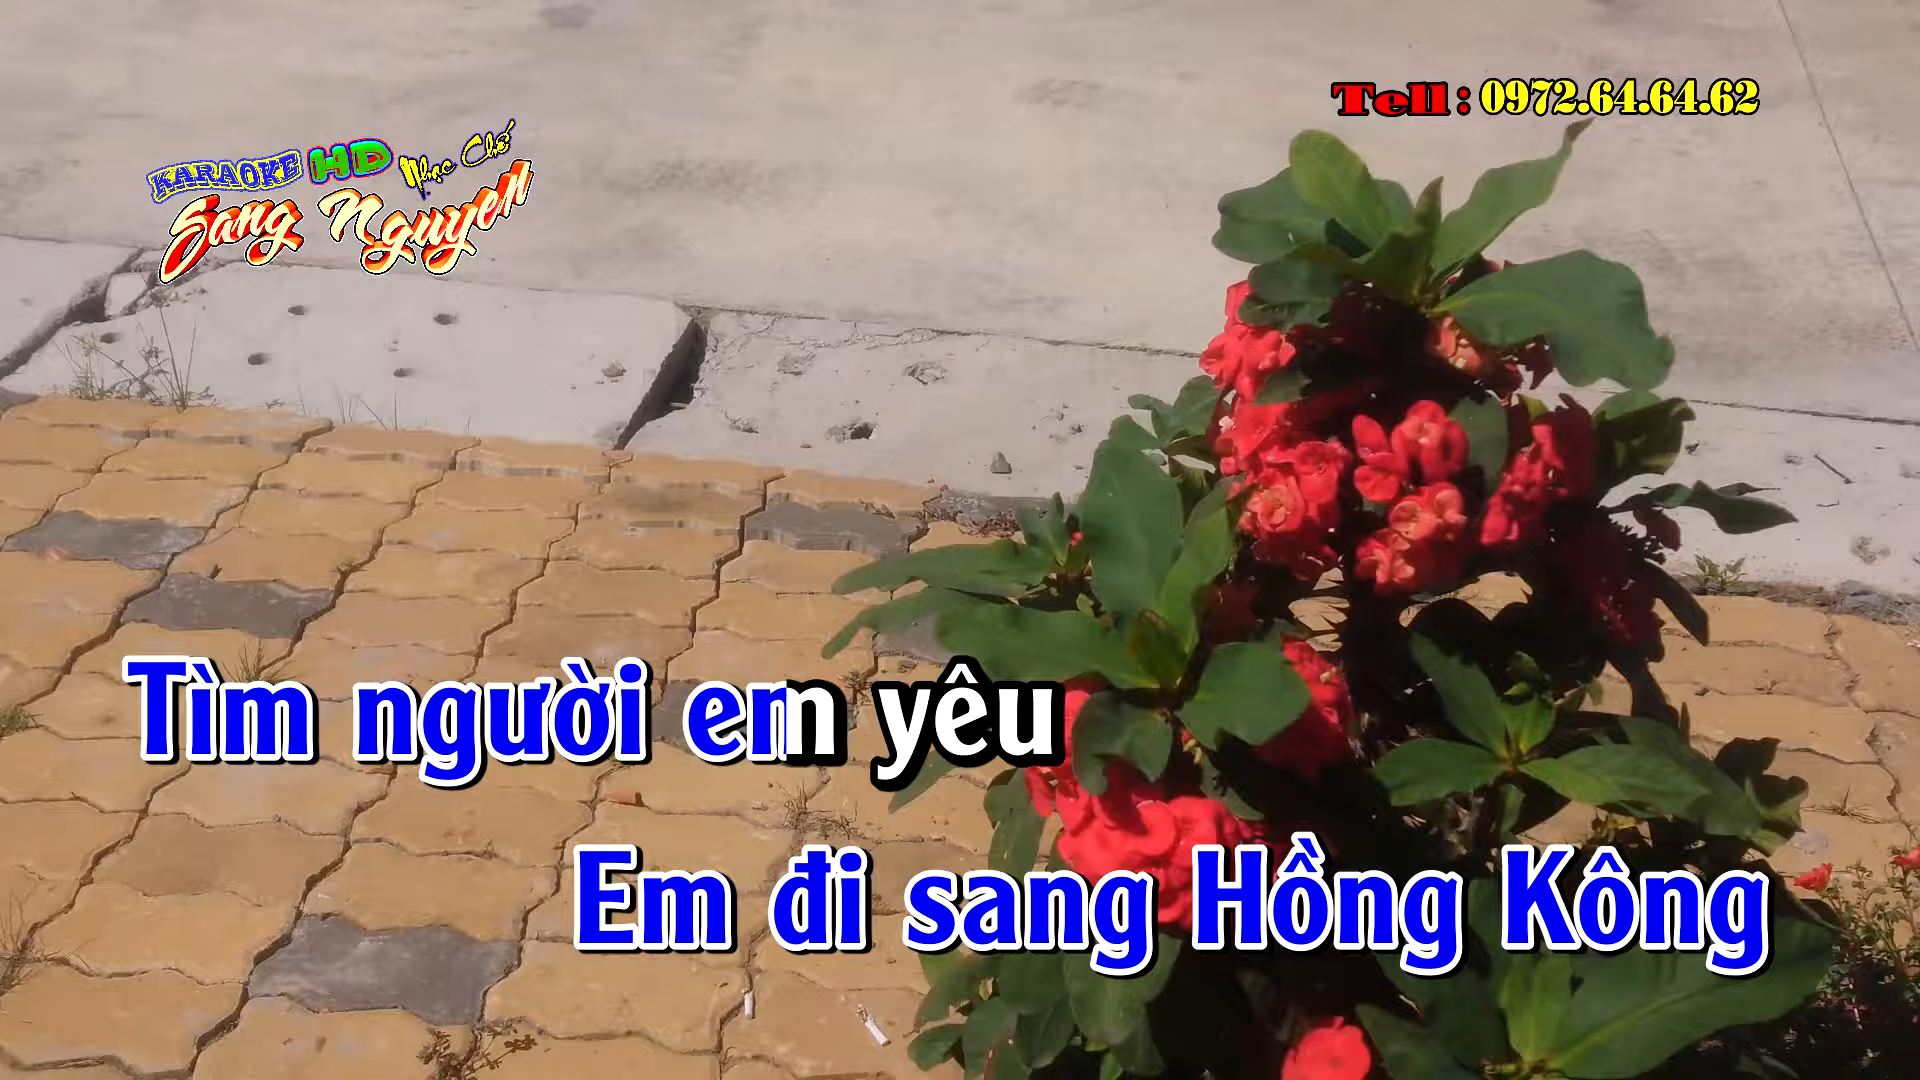 Tell : 0972.64.64.62
KARAOKE HD Nhạc Chế
Sang Nguyen
Tìm người em yêu
Em đi sang Hồng Kông